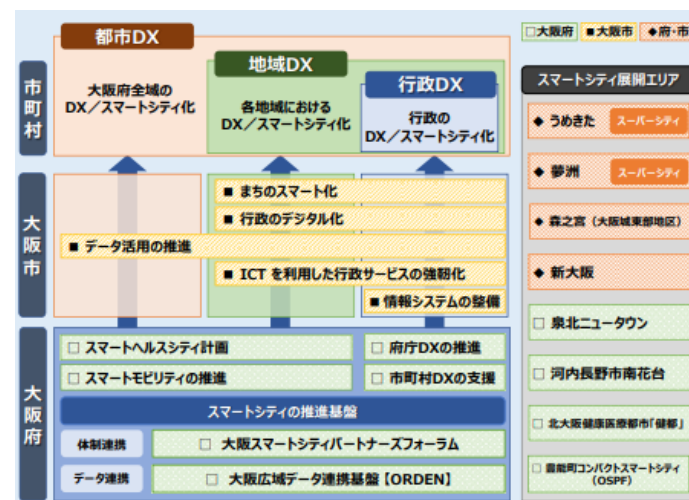 □大阪府 ■大阪市 ◆府・市
都市DX
大阪府全域の
DX／スマートシティ化
地域DX
各地域における
DX／スマートシティ化
行政DX
行政の
DX／スマートシティ化
市町村
大阪市
■ まちのスマート化
■ 行政のデジタル化
■ データ活用の推進
■ ICT を利用した行政サービスの強靭化
■ 情報システムの整備
大阪府
□ スマートヘルスシティ計画
□ 府庁DXの推進
□ スマートモビリティの推進
□ 市町村DXの支援
スマートシティの推進基盤
体制連携
□ 大阪スマートシティパートナーズフォーラム
データ連携
□ 大阪広域データ連携基盤【ORDEN】
スマートシティ展開エリア
◆ うめきた スーパーシティ
◆ 夢洲 スーパーシティ
◆ 森之宮（大阪城東部地区）
◆ 新大阪
□ 泉北ニュータウン
□ 河内長野市南花台
□ 北大阪健康医療都市「健都」
□ 豊能町コンパクトスマートシティ
（OSPF）